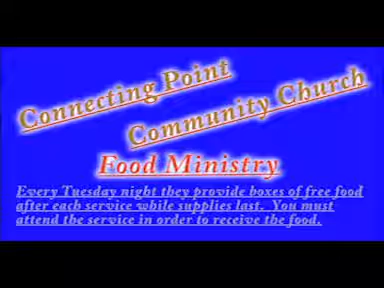 Connecting Point
Community Church
Food Ministry
Every Tuesday night they provide boxes of free food
after each service while supplies last.  You must
attend the service in order to receive the food.